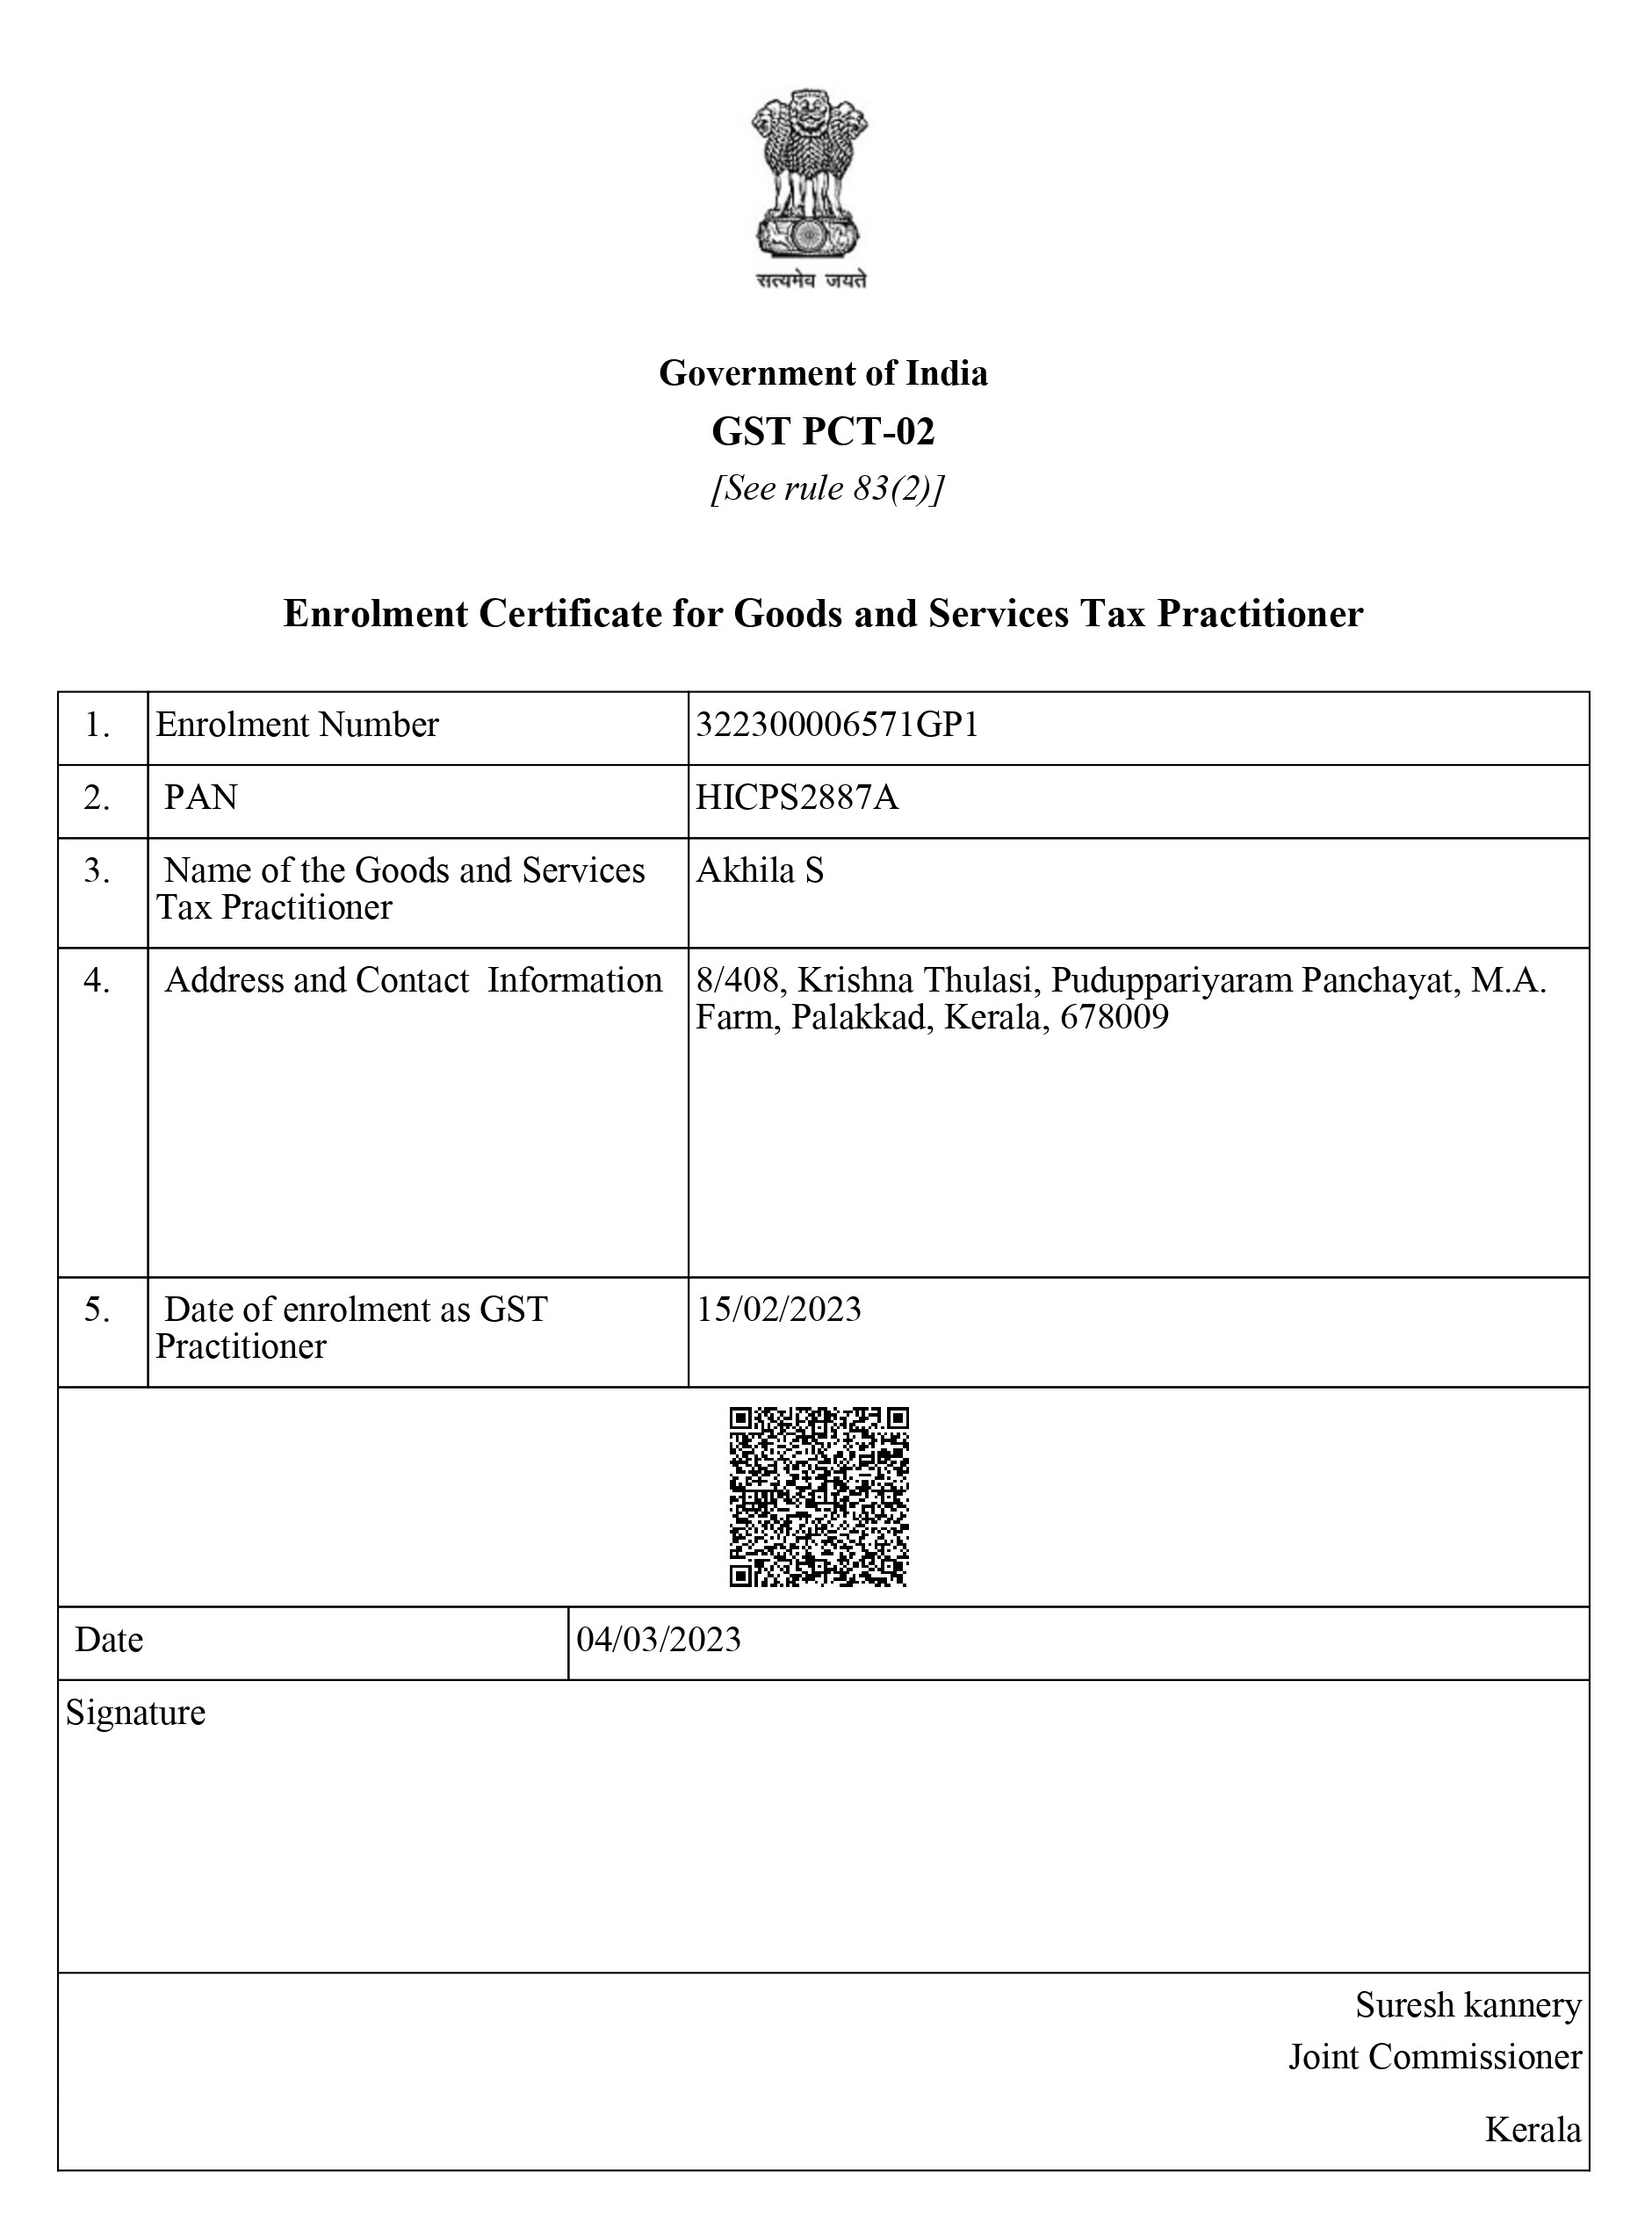 सत्यमेव जयते
Government of India
GST PCT-02
[See rule 83(2)]
Enrolment Certificate for Goods and Services Tax Practitioner
1. Enrolment Number 322300006571GP1
2. PAN HICPS2887A
3. Name of the Goods and Services Akhila S
Tax Practitioner
4. Address and Contact Information 8/408, Krishna Thulasi, Puduppariyaram Panchayat, M.A.
Farm, Palakkad, Kerala, 678009
5. Date of enrolment as GST 15/02/2023
Practitioner
Date 04/03/2023
Signature
Suresh kannery
Joint Commissioner
Kerala